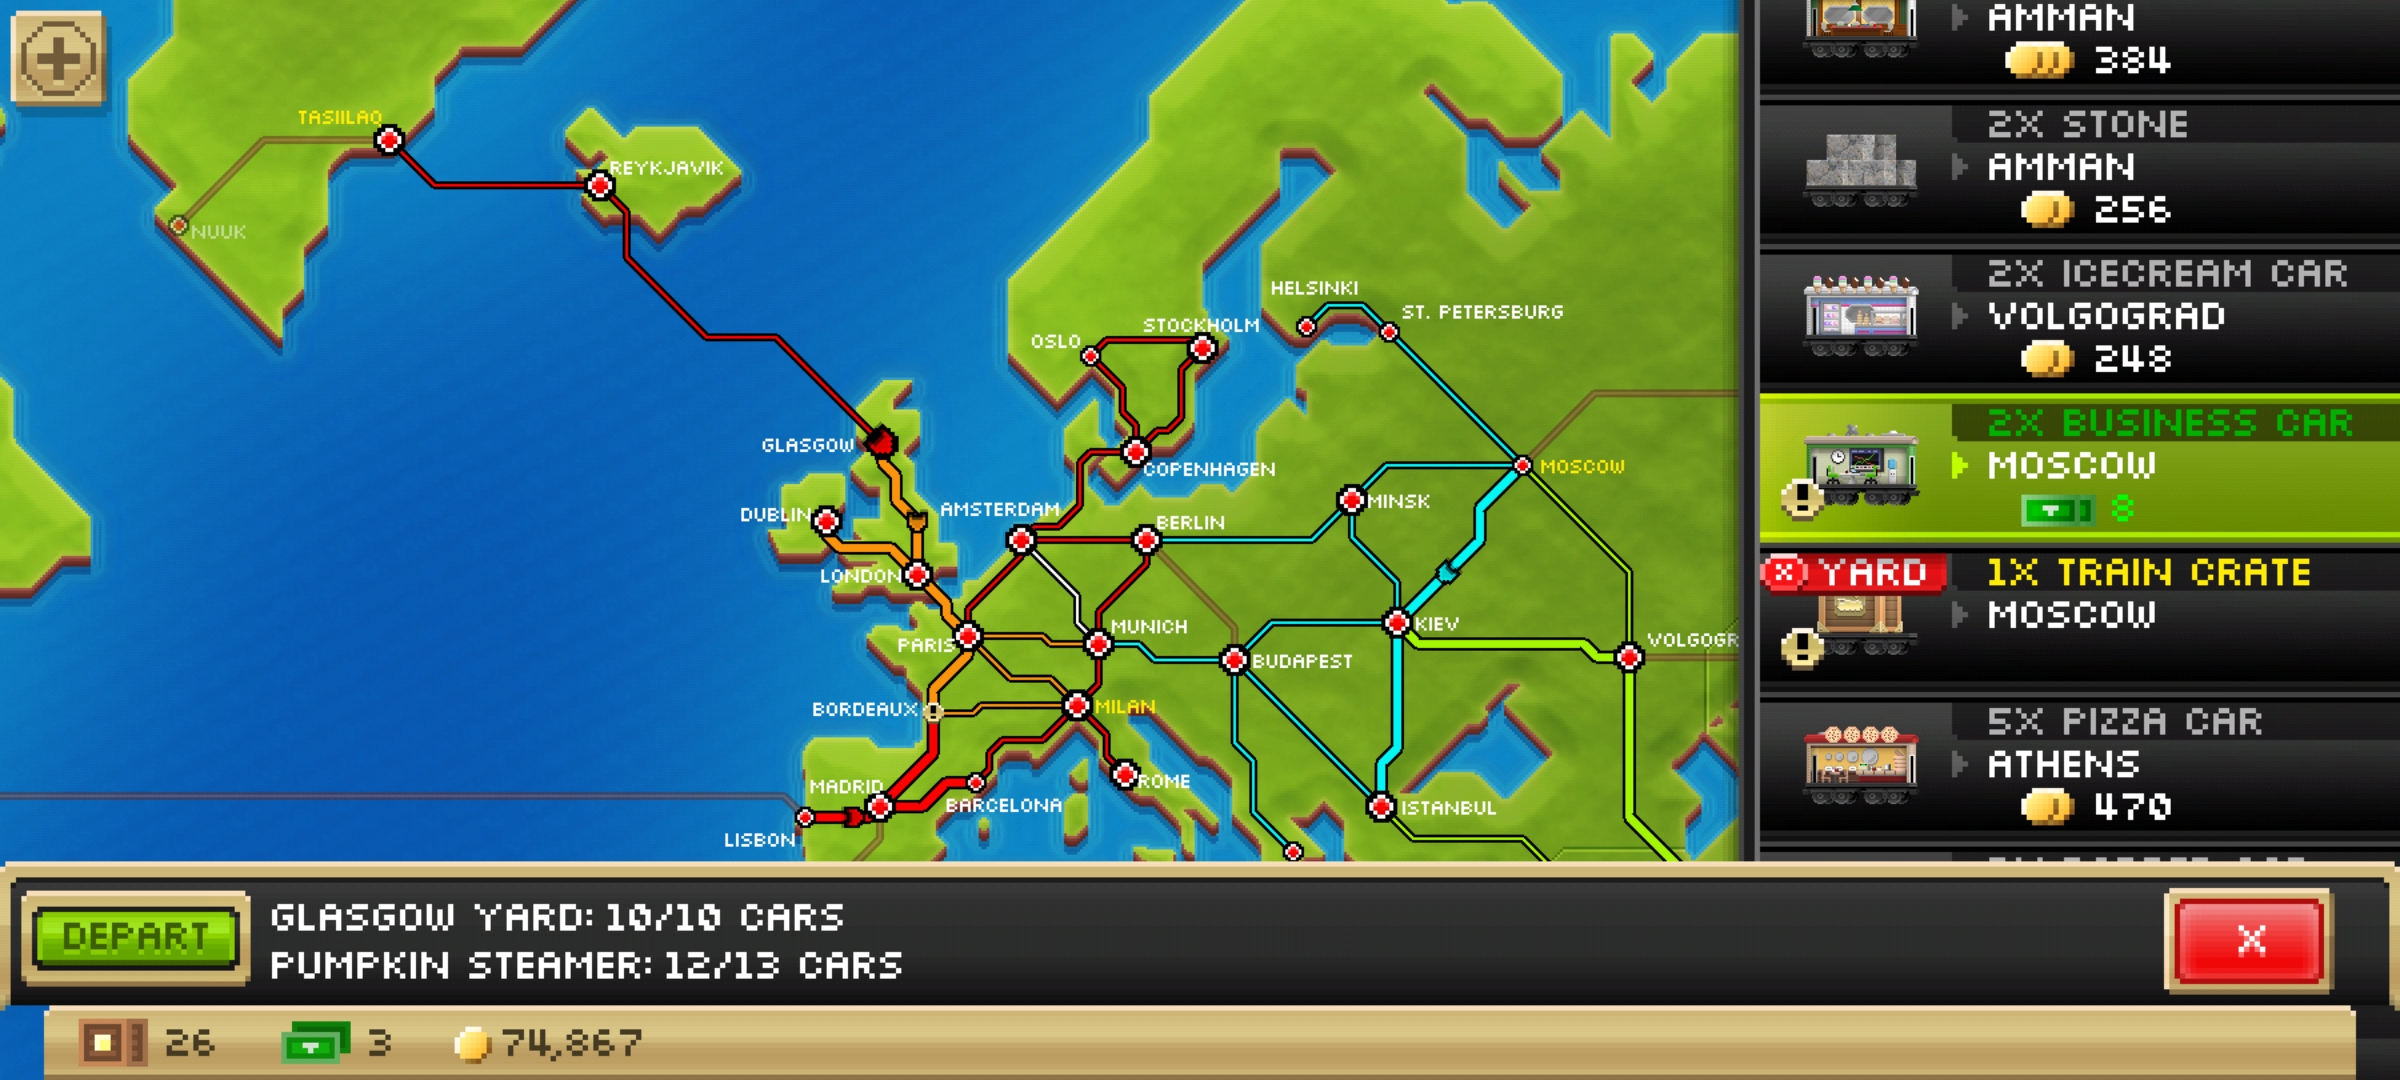 TASIILAQ
REYKJAVIK
NUUK
HELSINKI
ST. PETERSBURG
STOCKHOLM
OSLO
GLASGOW
COPENHAGEN
MOSCOW
DUBLIN
AMSTERDAM
BERLIN
MINSK
LONDON
PARIS
MUNICH
KIEV
VOLGOGR
BUDAPEST
BORDEAUX
MILAN
MADRID
BARCELONA
ROME
ISTANBUL
LISBON
AMMAN
384
2X STONE
AMMAN
256
2X ICECREAM CAR
VOLGOGRAD
248
2X BUSINESS CAR
MOSCOW
8
X YARD
1X TRAIN CRATE
MOSCOW
5X PIZZA CAR
ATHENS
470
DEPART
GLASGOW YARD: 10/10 CARS
PUMPKIN STEAMER: 12/13 CARS
X
26
3
74,867